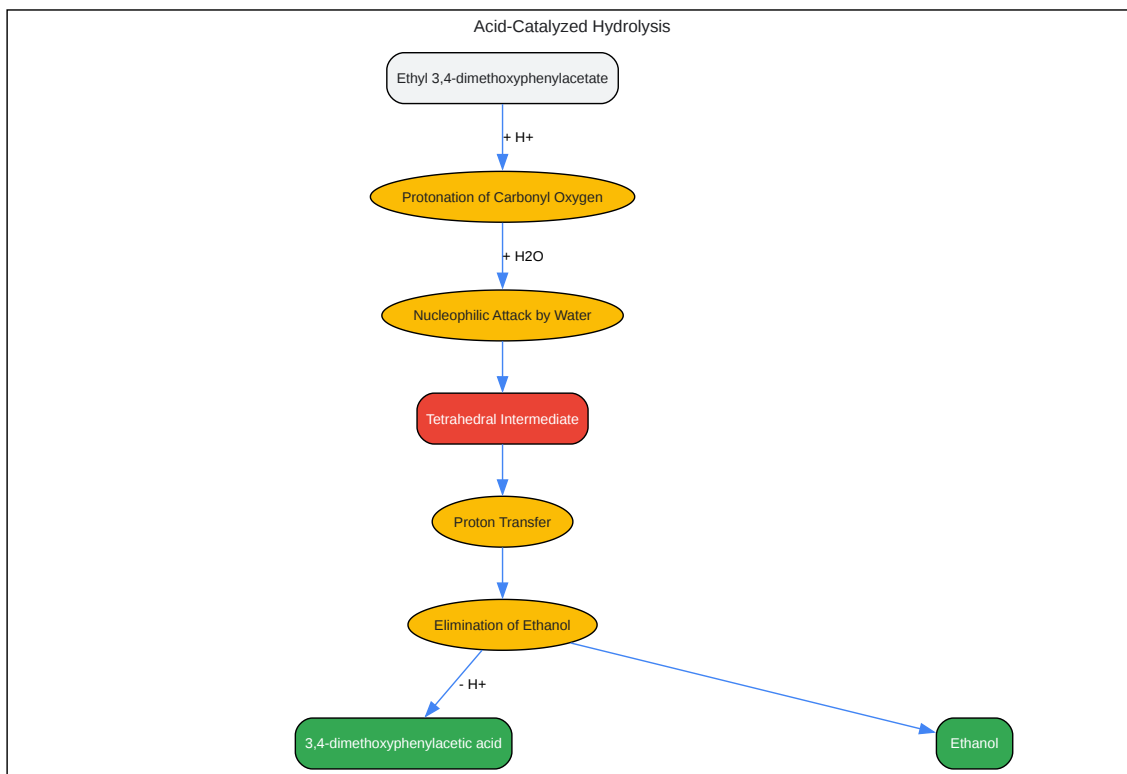 Acid-Catalyzed Hydrolysis
Ethyl 3,4-dimethoxyphenylacetate
+ H+
Protonation of Carbonyl Oxygen
+ H2O
Nucleophilic Attack by Water
Tetrahedral Intermediate
Proton Transfer
Elimination of Ethanol
- H+
3,4-dimethoxyphenylacetic acid
Ethanol